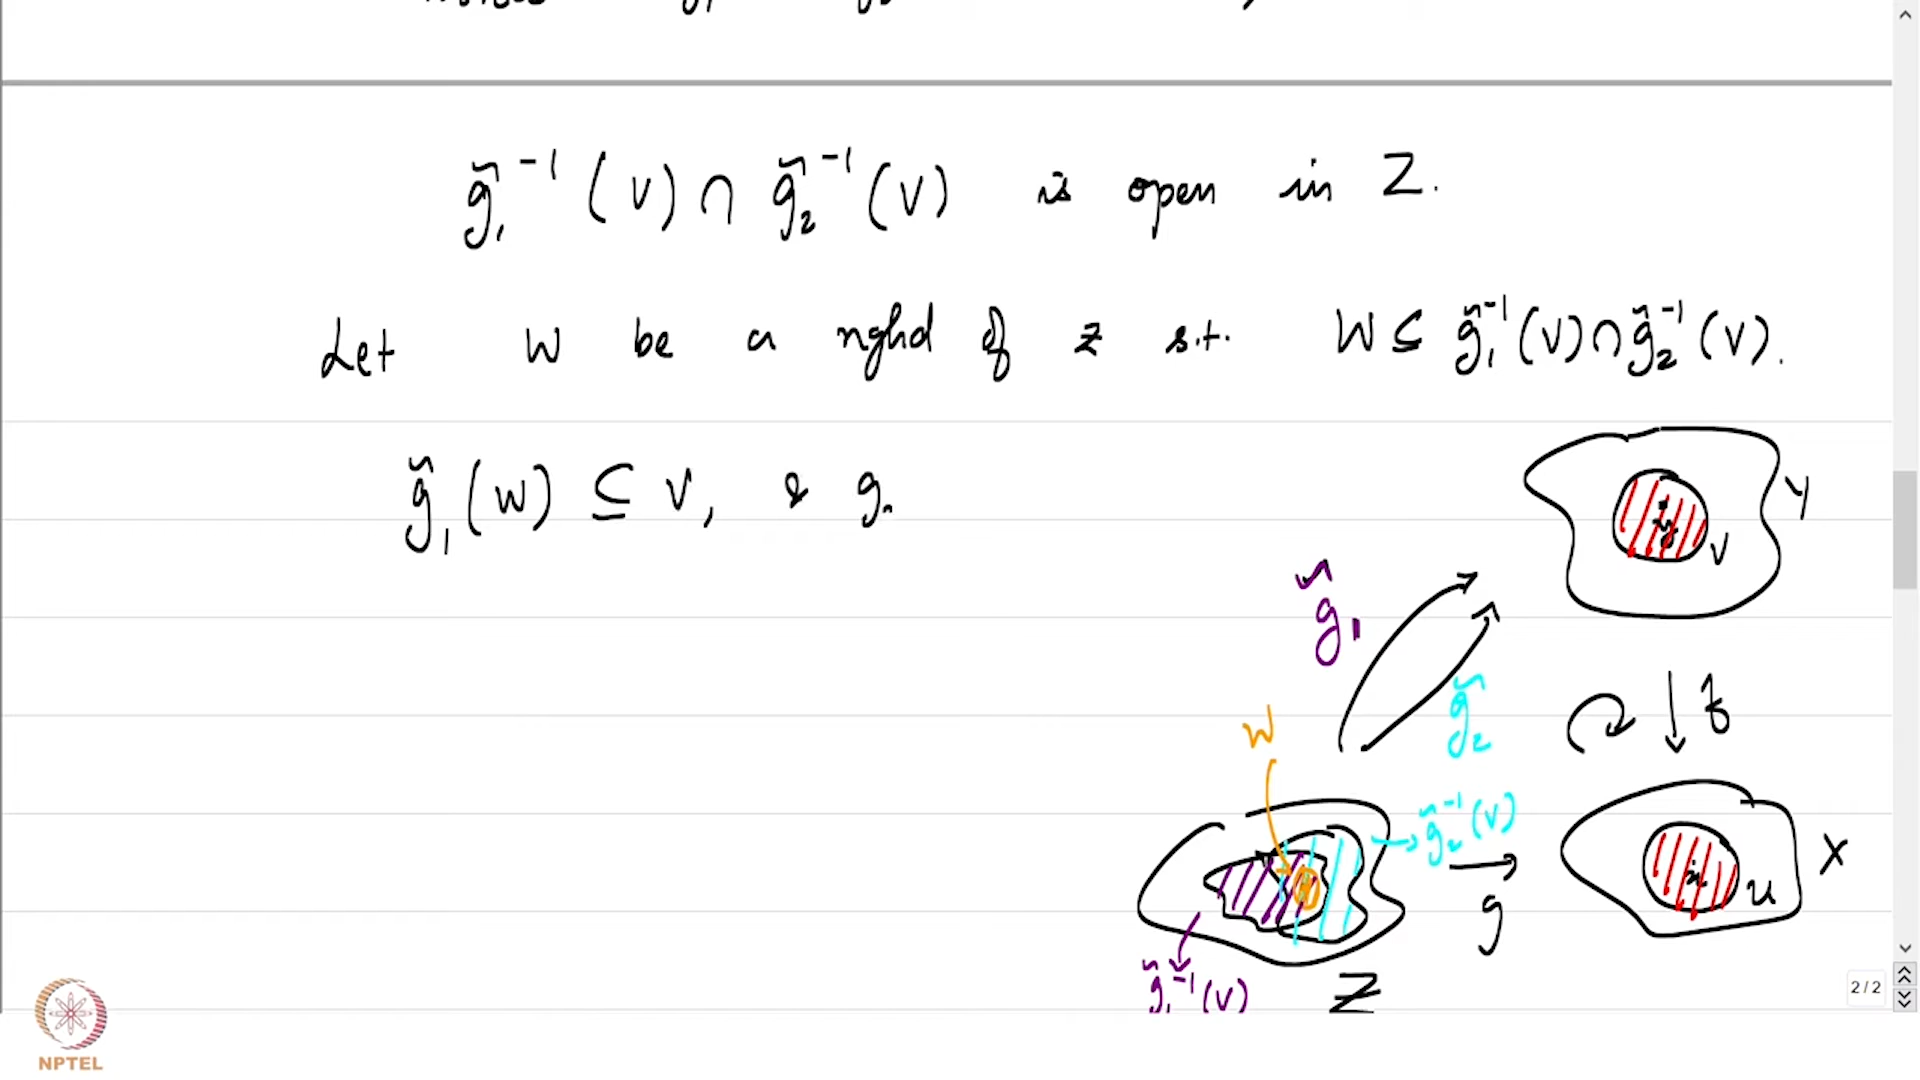 g̃₁⁻¹ (V) ∩ g̃₂⁻¹ (V) is open in Z.
Let W be a nghd of z s.t. W ⊆ g̃₁⁻¹(V) ∩ g̃₂⁻¹(V).
g̃₁(W) ⊆ V, & g
y V Y
g̃₁
g̃₂
f
W
g̃₂⁻¹(V)
g
x U X
g̃₁⁻¹(V)
Z
2 / 2
NPTEL